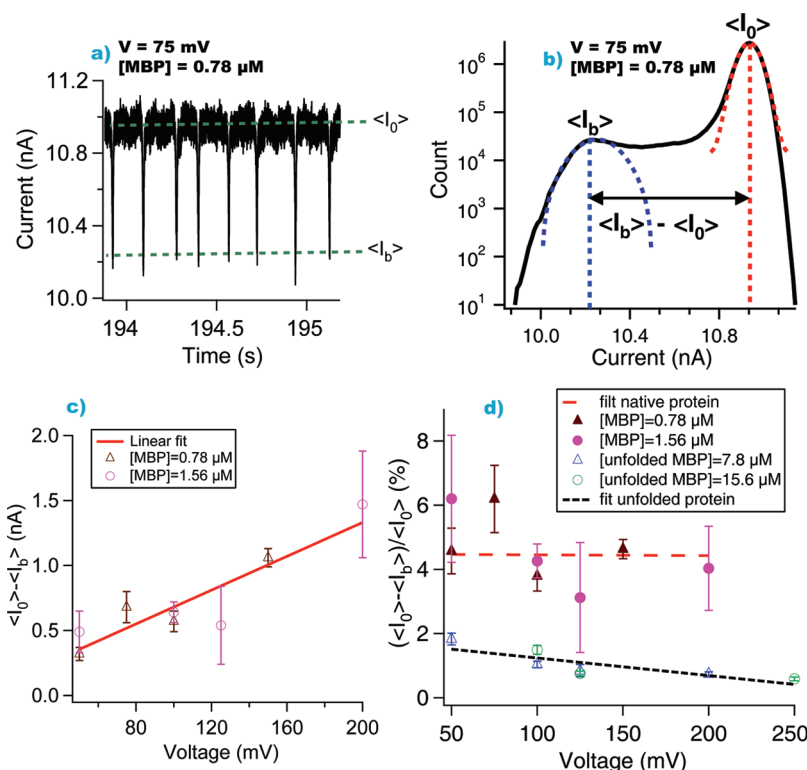 a)
V = 75 mV
[MBP] = 0.78 µM
11.2
10.8
10.4
10.0
Current (nA)
<I0>
<Ib>
194
194.5
195
Time (s)
b)
V = 75 mV
[MBP] = 0.78 µM
<I0>
<Ib>
<Ib> - <I0>
10^6
10^5
10^4
10^3
10^2
10^1
Count
10.0
10.4
10.8
Current (nA)
c)
Linear fit
[MBP]=0.78 µM
[MBP]=1.56 µM
2.0
1.5
1.0
0.5
0.0
<I0>-<Ib> (nA)
80
120
160
200
Voltage (mV)
d)
filt native protein
[MBP]=0.78 µM
[MBP]=1.56 µM
[unfolded MBP]=7.8 µM
[unfolded MBP]=15.6 µM
fit unfolded protein
8
6
4
2
0
(<I0>-<Ib>)/<I0> (%)
50
100
150
200
250
Voltage (mV)